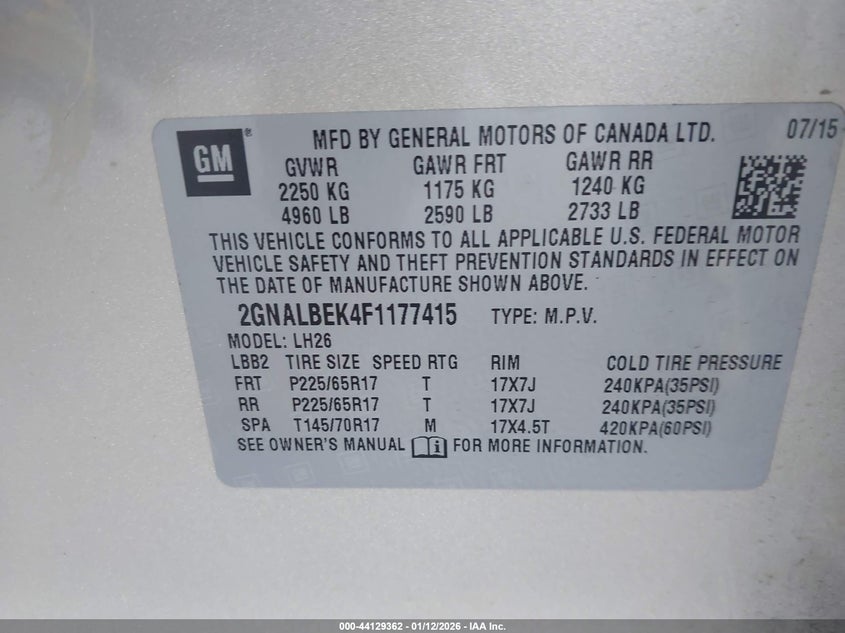 GM ® MFD BY GENERAL MOTORS OF CANADA LTD. 07/15
GVWR GAWR FRT GAWR RR
2250 KG 1175 KG 1240 KG
4960 LB 2590 LB 2733 LB
THIS VEHICLE CONFORMS TO ALL APPLICABLE U.S. FEDERAL MOTOR
VEHICLE SAFETY AND THEFT PREVENTION STANDARDS IN EFFECT ON
THE DATE OF MANUFACTURE SHOWN ABOVE.
2GNALBEK4F1177415 TYPE: M.P.V.
MODEL: LH26
LBB2 TIRE SIZE SPEED RTG RIM COLD TIRE PRESSURE
FRT P225/65R17 T 17X7J 240KPA(35PSI)
RR P225/65R17 T 17X7J 240KPA(35PSI)
SPA T145/70R17 M 17X4.5T 420KPA(60PSI)
SEE OWNER'S MANUAL FOR MORE INFORMATION.
000-44129362 - 01/12/2026 - IAA Inc.